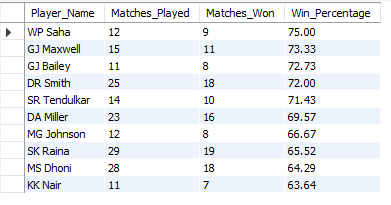 Player_Name Matches_Played Matches_Won Win_Percentage
WP Saha 12 9 75.00
GJ Maxwell 15 11 73.33
GJ Bailey 11 8 72.73
DR Smith 25 18 72.00
SR Tendulkar 14 10 71.43
DA Miller 23 16 69.57
MG Johnson 12 8 66.67
SK Raina 29 19 65.52
MS Dhoni 28 18 64.29
KK Nair 11 7 63.64